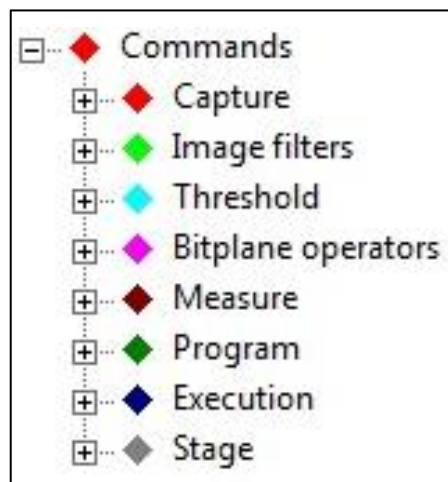 Commands
Capture
Image filters
Threshold
Bitplane operators
Measure
Program
Execution
Stage